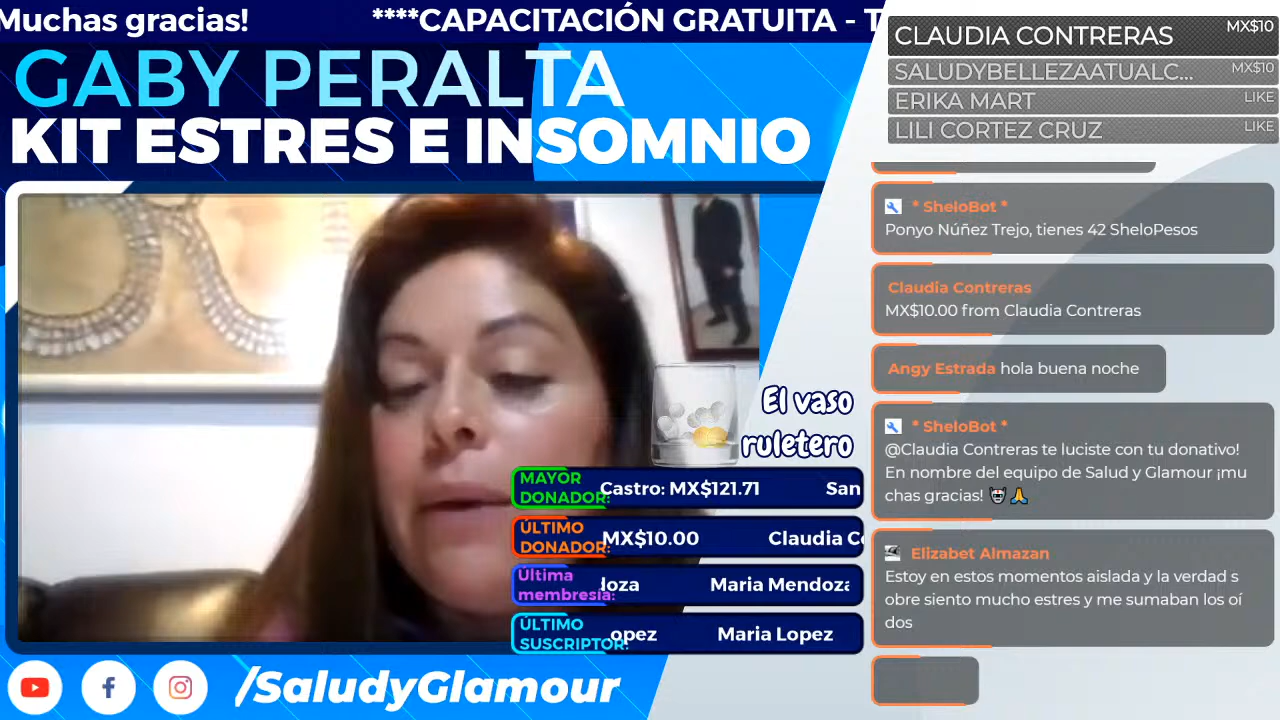 Muchas gracias!
****CAPACITACIÓN GRATUITA - T
GABY PERALTA
KIT ESTRES E INSOMNIO
CLAUDIA CONTRERAS MX$10
SALUDYBELLEZAATUALC... MX$10
ERIKA MART LIKE
LILI CORTEZ CRUZ LIKE
* SheloBot *
Ponyo Núñez Trejo, tienes 42 SheloPesos
Claudia Contreras
MX$10.00 from Claudia Contreras
Angy Estrada hola buena noche
* SheloBot *
@Claudia Contreras te luciste con tu donativo!
En nombre del equipo de Salud y Glamour ¡mu
chas gracias! 
Elizabet Almazan
Estoy en estos momentos aislada y la verdad s
obre siento mucho estres y me sumaban los oí
dos
El vaso
ruletero
MAYOR
DONADOR:
Castro: MX$121.71 San
ÚLTIMO
DONADOR:
MX$10.00 Claudia Co
Última
membresía:
doza Maria Mendoza
ÚLTIMO
SUSCRIPTOR:
opez Maria Lopez
/SaludyGlamour